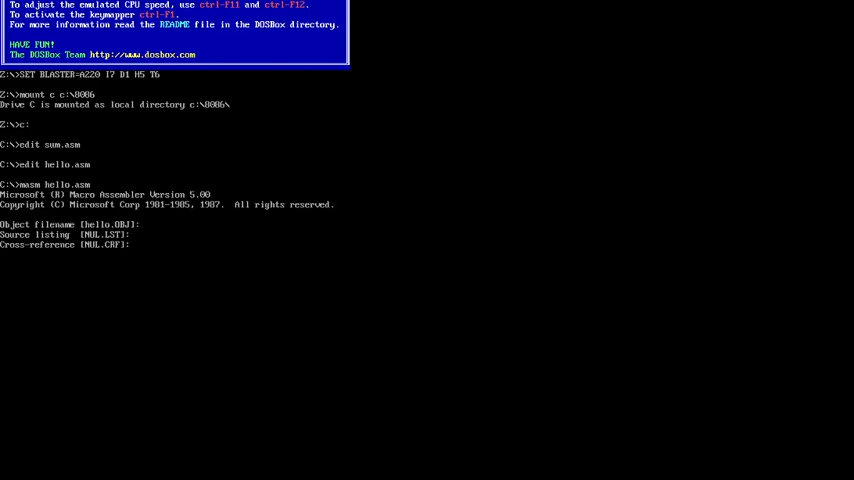 To adjust the emulated CPU speed, use ctrl-F11 and ctrl-F12.
To activate the keymapper ctrl-F1.
For more information read the README file in the DOSBox directory.
HAVE FUN!
The DOSBox Team http://www.dosbox.com
Z:\>SET BLASTER=A220 I7 D1 H5 T6
Z:\>mount c c:\8086
Drive C is mounted as local directory c:\8086\
Z:\>c:
C:\>edit sum.asm
C:\>edit hello.asm
C:\>masm hello.asm
Microsoft (R) Macro Assembler Version 5.00
Copyright (C) Microsoft Corp 1981-1985, 1987.  All rights reserved.
Object filename [hello.OBJ]:
Source listing  [NUL.LST]:
Cross-reference [NUL.CRF]: